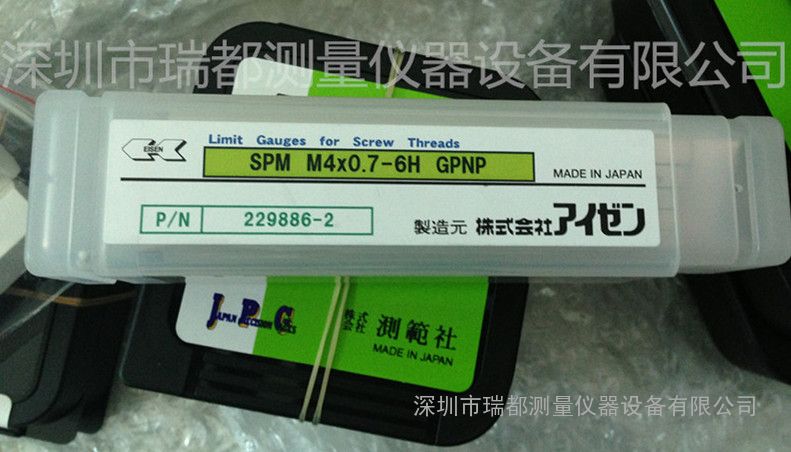 深圳市瑞都测量仪器设备有限公司
EISEN
Limit Gauges for Screw Threads
SPM M4x0.7-6H GPNP
MADE IN JAPAN
P/N 229886-2
製造元 株式会社アイゼン
JAPAN PRECISION GAGES
株式会社 測範社
MADE IN JAPAN
深圳市瑞都测量仪器设备有限公司